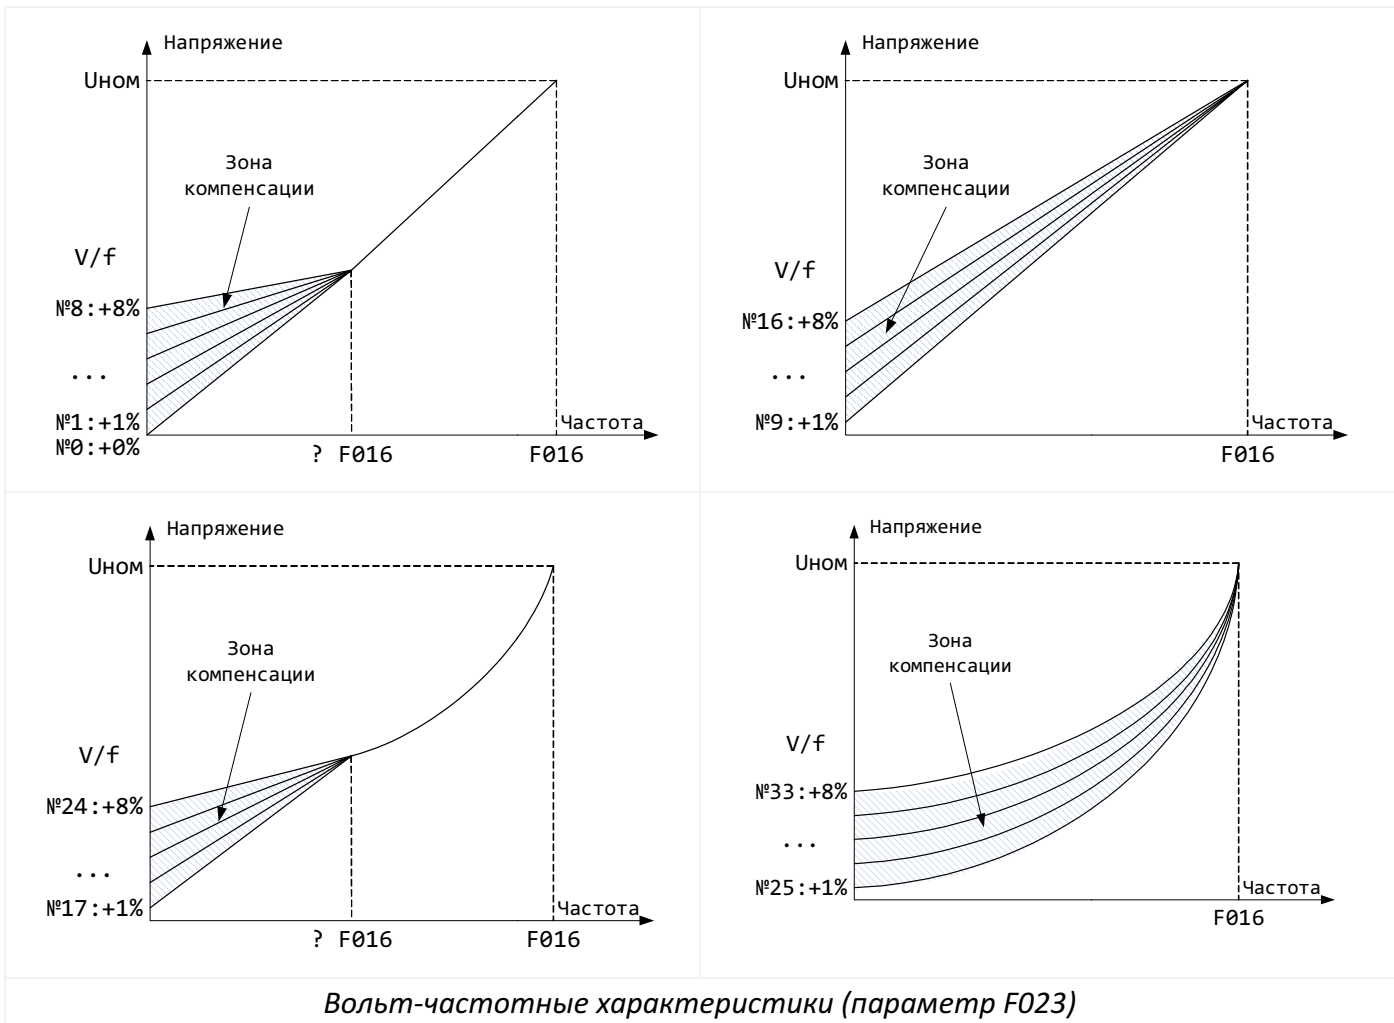 Напряжение
Uном
Зона
компенсации
V/f
№8:+8%
...
№1:+1%
№0:+0%
Частота
? F016
F016
Напряжение
Uном
Зона
компенсации
V/f
№16:+8%
...
№9:+1%
Частота
F016
Напряжение
Uном
Зона
компенсации
V/f
№24:+8%
...
№17:+1%
Частота
? F016
F016
Напряжение
Uном
Зона
компенсации
V/f
№33:+8%
...
№25:+1%
Частота
F016
Вольт-частотные характеристики (параметр F023)